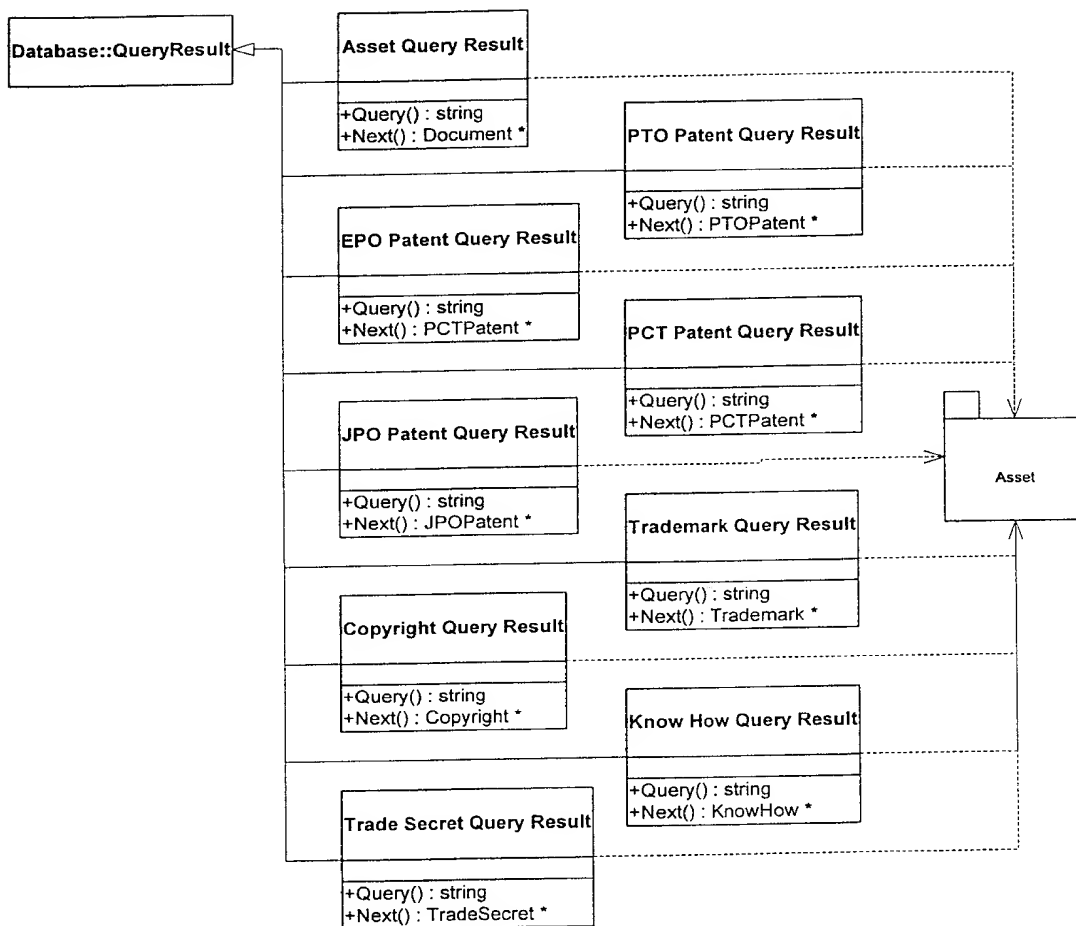 Database::QueryResult
Asset Query Result
+Query() : string
+Next() : Document *
PTO Patent Query Result
+Query() : string
+Next() : PTOPatent *
EPO Patent Query Result
+Query() : string
+Next() : PCTPatent *
PCT Patent Query Result
+Query() : string
+Next() : PCTPatent *
JPO Patent Query Result
+Query() : string
+Next() : JPOPatent *
Asset
Trademark Query Result
+Query() : string
+Next() : Trademark *
Copyright Query Result
+Query() : string
+Next() : Copyright *
Know How Query Result
+Query() : string
+Next() : KnowHow *
Trade Secret Query Result
+Query() : string
+Next() : TradeSecret *